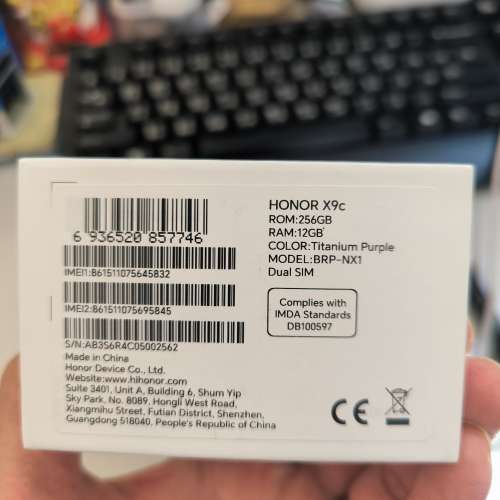 6 936520 857746
IMEI1:861511075645832
IMEI2:861511075695845
S/N:AB3S6R4C05002562
Made in China
Honor Device Co., Ltd.
Website:www.hihonor.com
Suite 3401, Unit A, Building 6, Shum Yip
Sky Park, No. 8089, Hongli West Road,
Xiangmihu Street, Futian District, Shenzhen,
Guangdong 518040, People's Republic of China
HONOR X9c
ROM:256GB
RAM:12GB
COLOR:Titanium Purple
MODEL:BRP-NX1
Dual SIM
Complies with
IMDA Standards
DB100597
CE